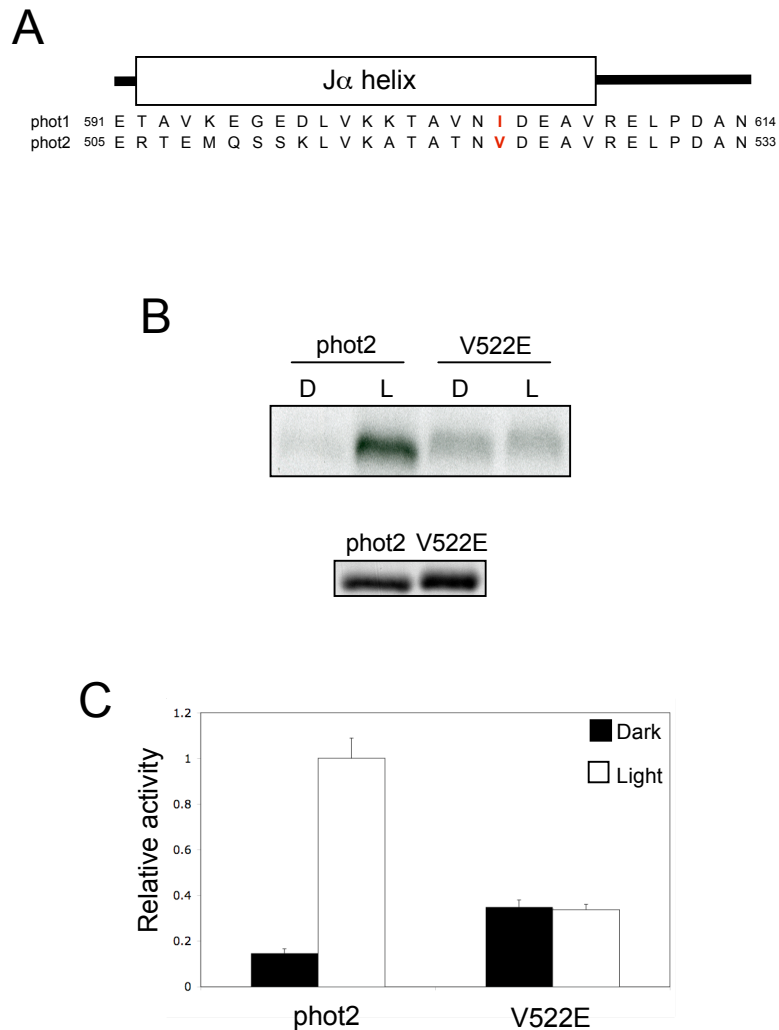 A
Jα helix
phot1 591 E T A V K E G E D L V K K T A V N I D E A V R E L P D A N 614
phot2 505 E R T E M Q S S K L V K A T A T N V D E A V R E L P D A N 533
B
phot2 V522E
D L D L
phot2 V522E
C
1.2
1
0.8
0.6
0.4
0.2
0
Relative activity
Dark
Light
phot2 V522E